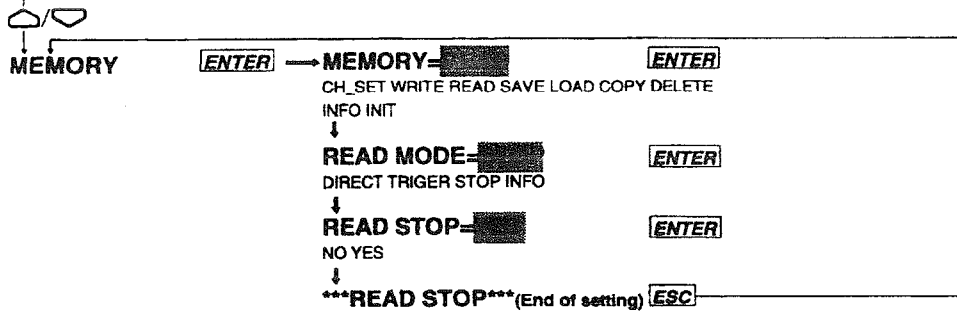 MEMORY ENTER MEMORY= ENTER
CH_SET WRITE READ SAVE LOAD COPY DELETE
INFO INIT
READ MODE= ENTER
DIRECT TRIGER STOP INFO
READ STOP= ENTER
NO YES
***READ STOP***(End of setting) ESC